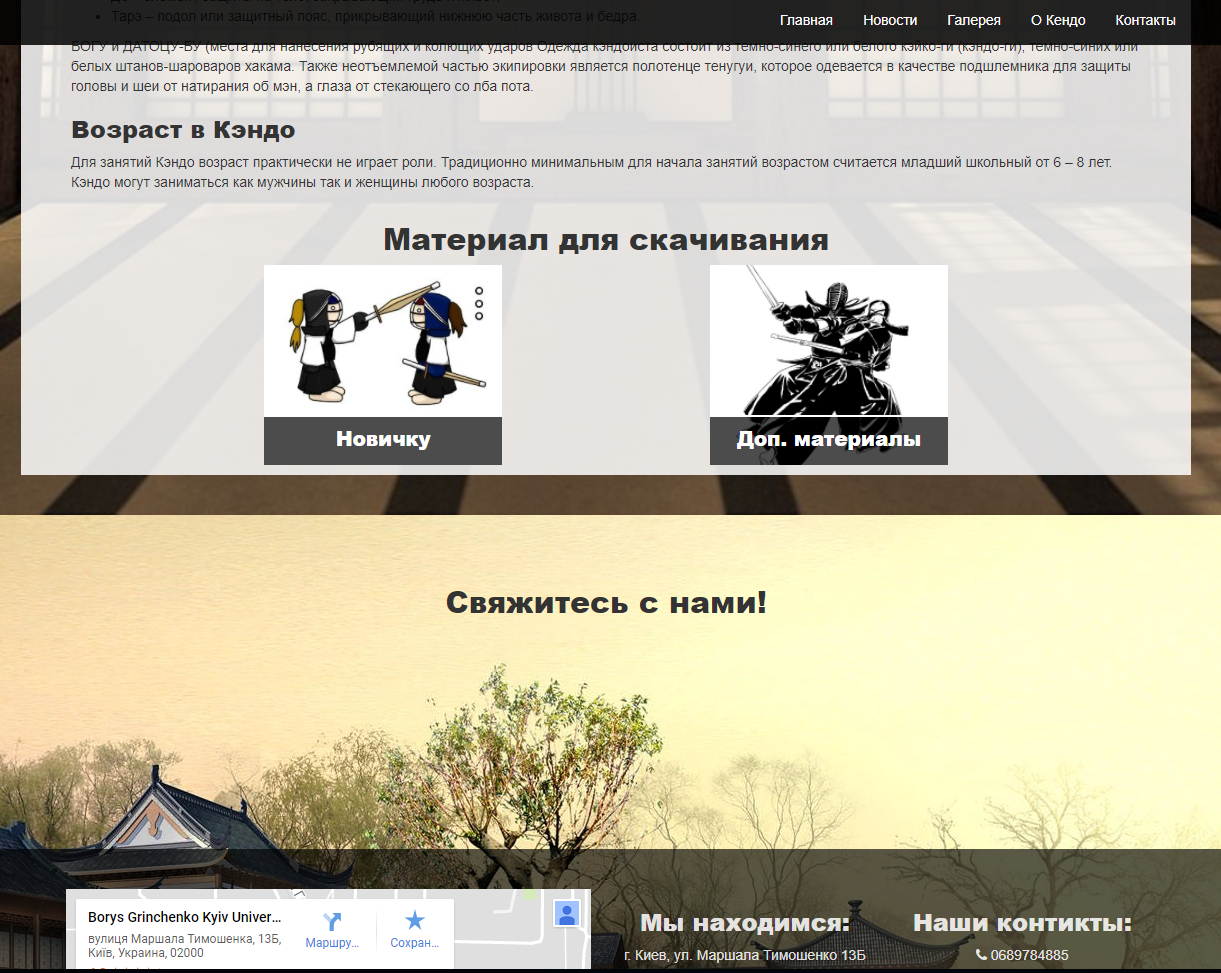 Главная Новости Галерея О Кендо Контакты
Тарэ – подол или защитный пояс, прикрывающий нижнюю часть живота и бедра.
БОГУ и ДАТОЦУ-БУ (места для нанесения рубящих и колющих ударов Одежда кэндоиста состоит из темно-синего или белого кэйко-ги (кэндо-ги), темно-синих или
белых штанов-шароваров хакама. Также неотъемлемой частью экипировки является полотенце тенугуи, которое одевается в качестве подшлемника для защиты
головы и шеи от натирания об мэн, а глаза от стекающего со лба пота.
Возраст в Кэндо
Для занятий Кэндо возраст практически не играет роли. Традиционно минимальным для начала занятий возрастом считается младший школьный от 6 – 8 лет.
Кэндо могут заниматься как мужчины так и женщины любого возраста.
Материал для скачивания
Новичку
Доп. материалы
Свяжитесь с нами!
Borys Grinchenko Kyiv Univer...
вулиця Маршала Тимошенка, 13Б,
Київ, Украина, 02000
Маршру...
Сохран...
Мы находимся:
г. Киев, ул. Маршала Тимошенко 13Б
Наши контикты:
0689784885